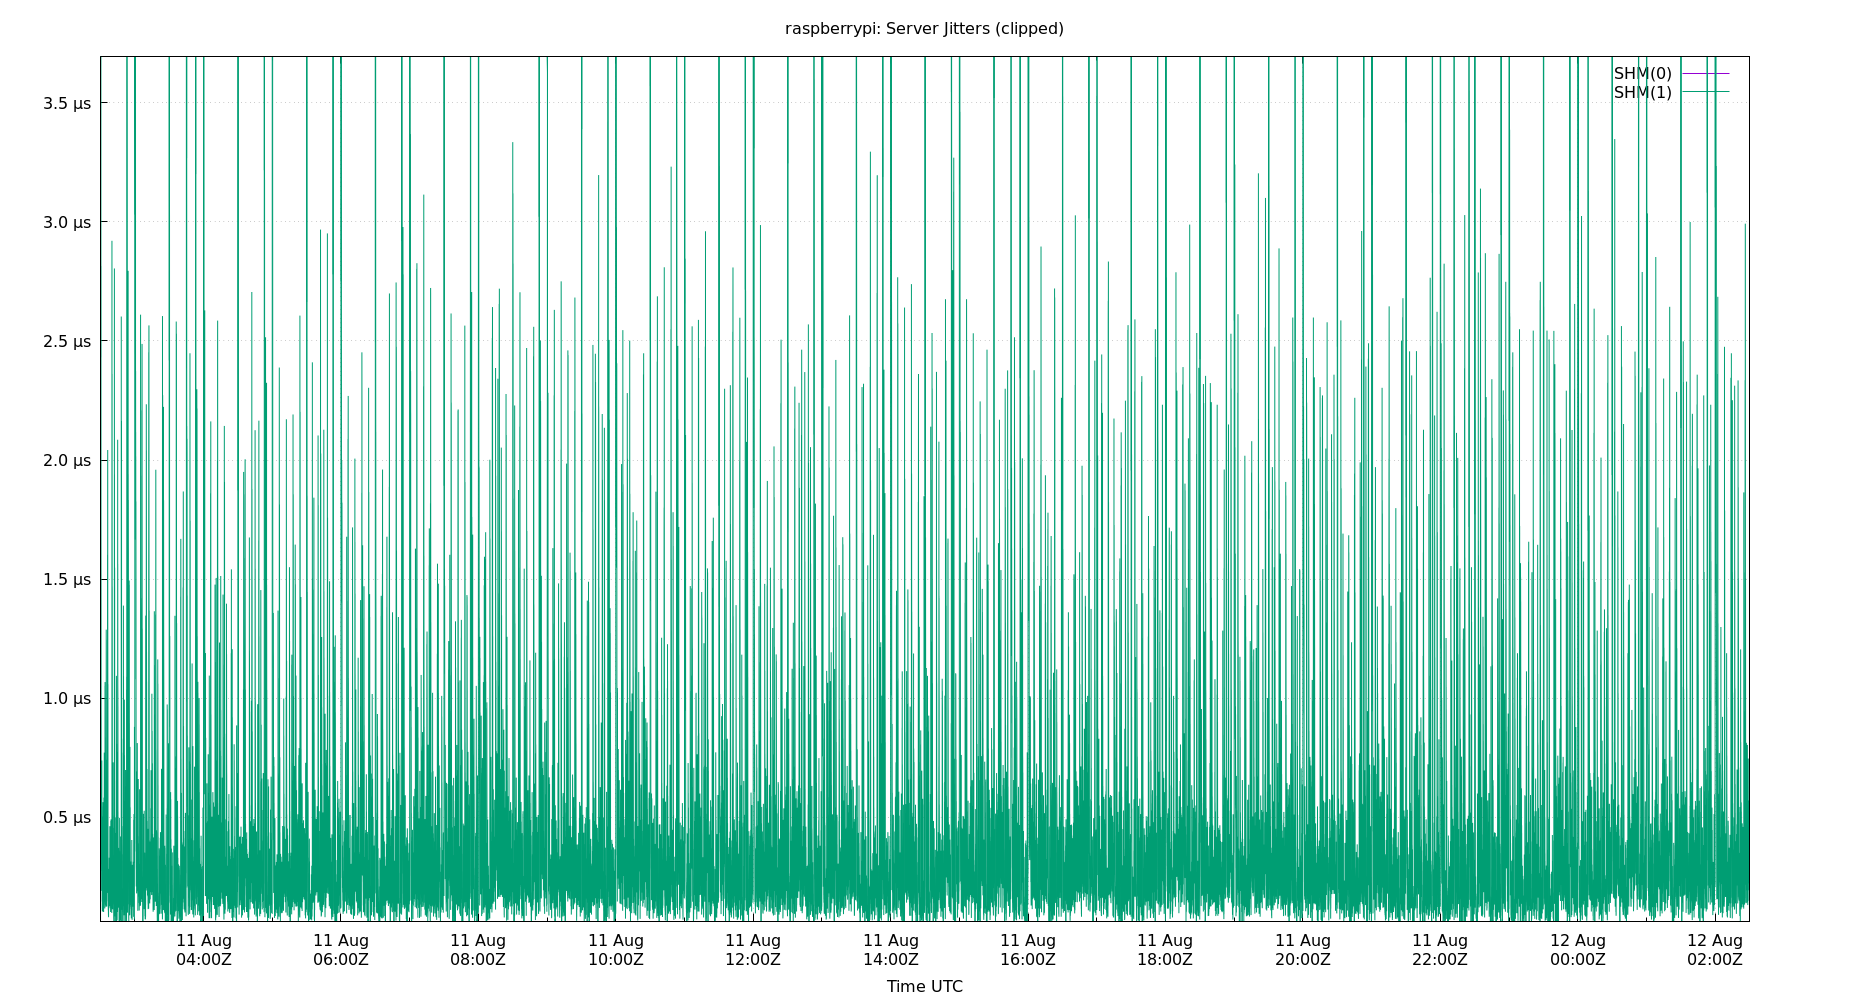 raspberrypi: Server Jitters (clipped)
SHM(0)
SHM(1)
3.5 µs
3.0 µs
2.5 µs
2.0 µs
1.5 µs
1.0 µs
0.5 µs
11 Aug 11 Aug 11 Aug 11 Aug 11 Aug 11 Aug 11 Aug 11 Aug 11 Aug 11 Aug 12 Aug 12 Aug
04:00Z 06:00Z 08:00Z 10:00Z 12:00Z 14:00Z 16:00Z 18:00Z 20:00Z 22:00Z 00:00Z 02:00Z
Time UTC